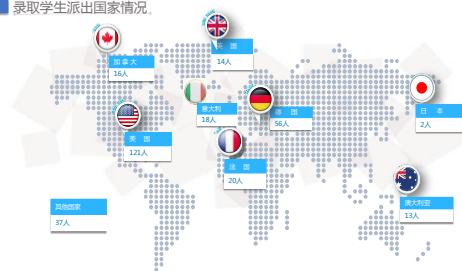 录取学生派出国家情况
英 国
14人
加拿大
16人
意大利
18人
德 国
56人
日 本
2人
美 国
121人
法 国
20人
澳大利亚
13人
其他国家
37人